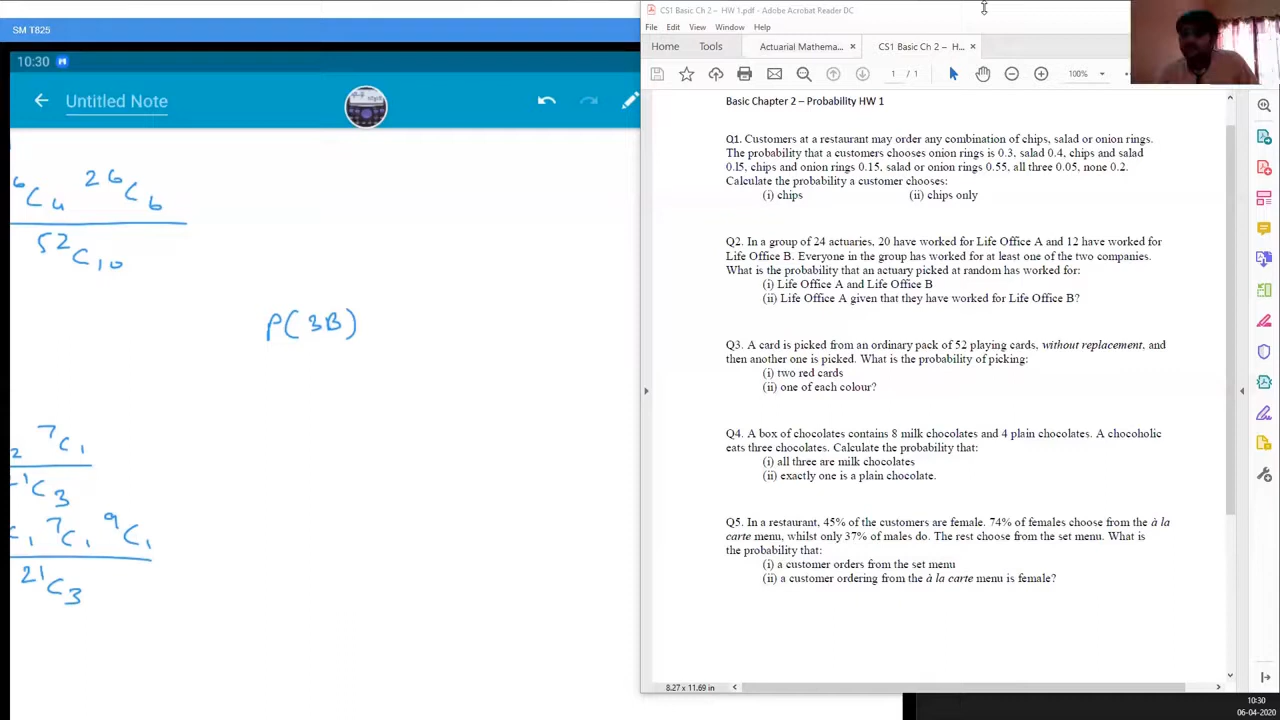 SM T825
10:30
Untitled Note
26C6
52C10
P(3B)
7C1
C3
7C1 9C1
21C3
CS1 Basic Ch 2 – HW 1.pdf - Adobe Acrobat Reader DC
File Edit View Window Help
Home Tools Actuarial Mathema... × CS1 Basic Ch 2 – H... ×
1 / 1 100%
Basic Chapter 2 – Probability HW 1
Q1. Customers at a restaurant may order any combination of chips, salad or onion rings.
The probability that a customers chooses onion rings is 0.3, salad 0.4, chips and salad
0.15, chips and onion rings 0.15, salad or onion rings 0.55, all three 0.05, none 0.2.
Calculate the probability a customer chooses:
(i) chips (ii) chips only
Q2. In a group of 24 actuaries, 20 have worked for Life Office A and 12 have worked for
Life Office B. Everyone in the group has worked for at least one of the two companies.
What is the probability that an actuary picked at random has worked for:
(i) Life Office A and Life Office B
(ii) Life Office A given that they have worked for Life Office B?
Q3. A card is picked from an ordinary pack of 52 playing cards, without replacement, and
then another one is picked. What is the probability of picking:
(i) two red cards
(ii) one of each colour?
Q4. A box of chocolates contains 8 milk chocolates and 4 plain chocolates. A chocoholic
eats three chocolates. Calculate the probability that:
(i) all three are milk chocolates
(ii) exactly one is a plain chocolate.
Q5. In a restaurant, 45% of the customers are female. 74% of females choose from the à la
carte menu, whilst only 37% of males do. The rest choose from the set menu. What is
the probability that:
(i) a customer orders from the set menu
(ii) a customer ordering from the à la carte menu is female?
8.27 x 11.69 in
10:30
06-04-2020